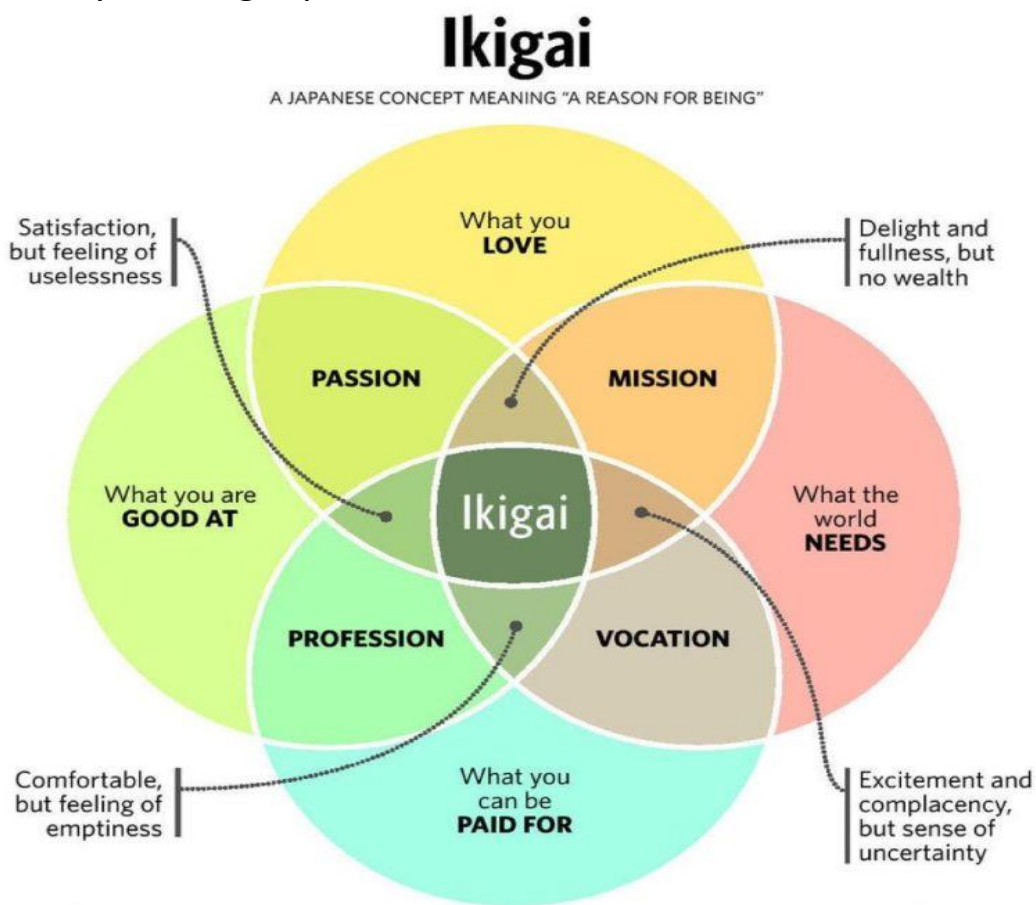 Ikigai
A JAPANESE CONCEPT MEANING “A REASON FOR BEING”
Satisfaction,
but feeling of
uselessness
What you
LOVE
Delight and
fullness, but
no wealth
PASSION
MISSION
What you are
GOOD AT
Ikigai
What the
world
NEEDS
PROFESSION
VOCATION
Comfortable,
but feeling of
emptiness
What you
can be
PAID FOR
Excitement and
complacency,
but sense of
uncertainty